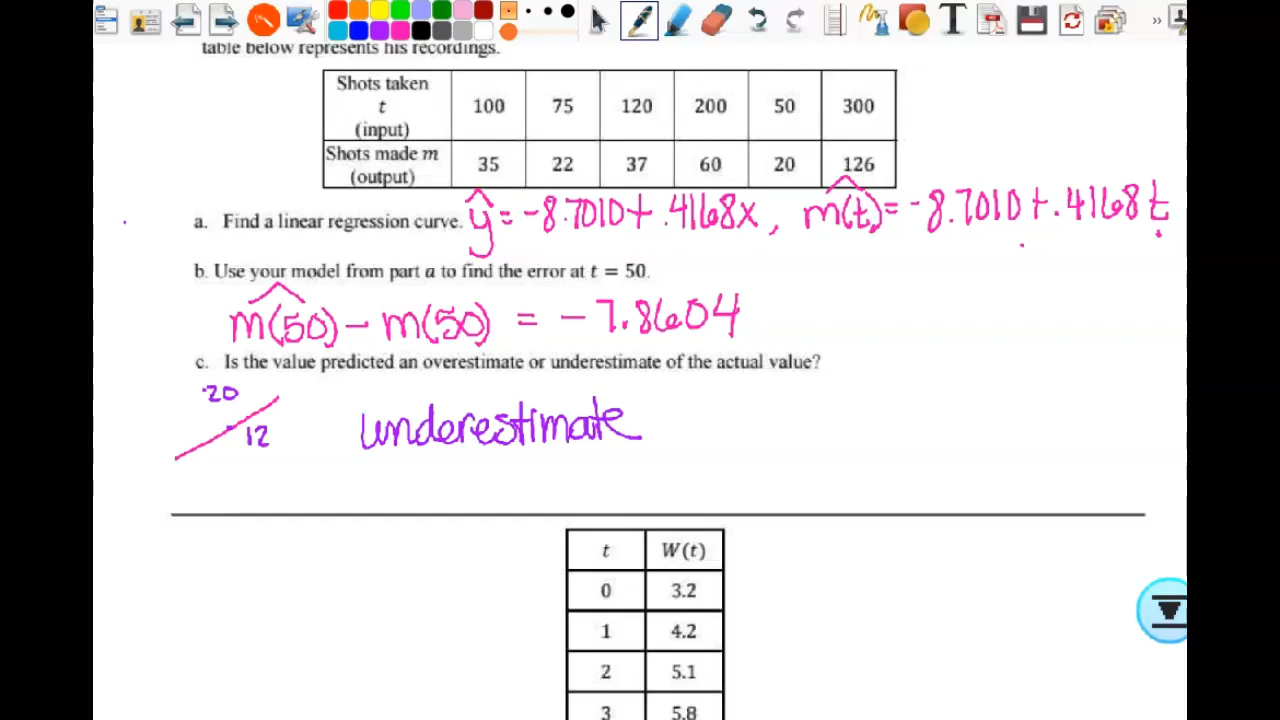 table below represents his recordings.
Shots taken t (input) 100 75 120 200 50 300
Shots made m (output) 35 22 37 60 20 126
a. Find a linear regression curve. ŷ = -8.7010 + .4168x, m̂(t) = -8.7010 + .4168t
b. Use your model from part a to find the error at t = 50.
m̂(50) - m(50) = -7.8604
c. Is the value predicted an overestimate or underestimate of the actual value?
20
12 underestimate
t W(t)
0 3.2
1 4.2
2 5.1
3 5.8